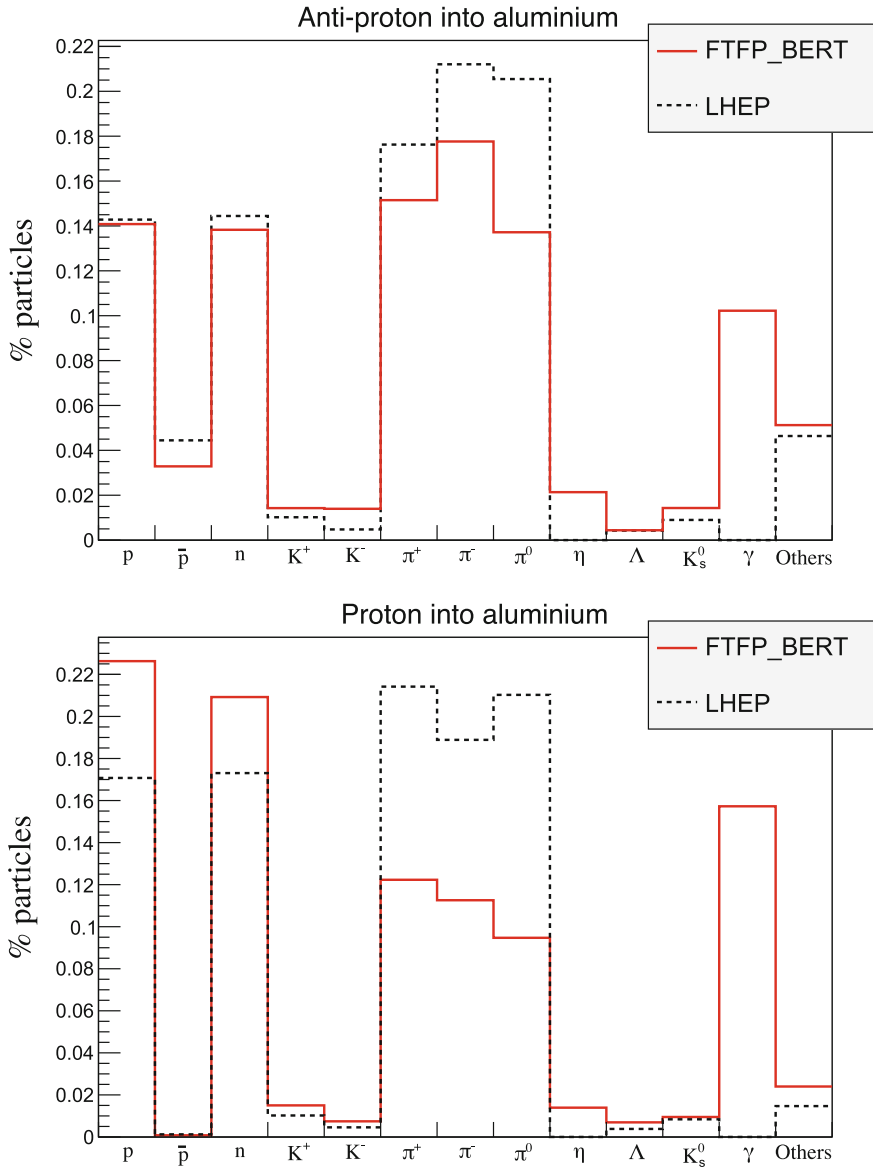 Anti-proton into aluminium
FTFP_BERT
LHEP
% particles
0.22
0.2
0.18
0.16
0.14
0.12
0.1
0.08
0.06
0.04
0.02
0
p p̄ n K⁺ K⁻ π⁺ π⁻ π⁰ η Λ K⁰ₛ γ Others
Proton into aluminium
FTFP_BERT
LHEP
% particles
0.22
0.2
0.18
0.16
0.14
0.12
0.1
0.08
0.06
0.04
0.02
0
p p̄ n K⁺ K⁻ π⁺ π⁻ π⁰ η Λ K⁰ₛ γ Others